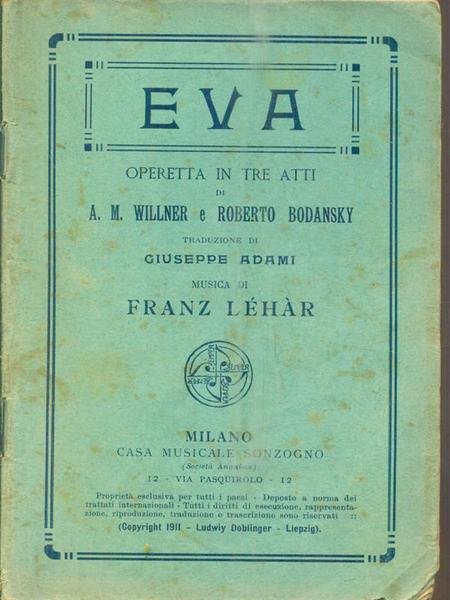 EVA
OPERETTA IN TRE ATTI
DI
A. M. WILLNER e ROBERTO BODANSKY
TRADUZIONE DI
GIUSEPPE ADAMI
MUSICA DI
FRANZ LÉHÀR
MILANO
CASA MUSICALE SONZOGNO
(Società Anonima)
12 - VIA PASQUIROLO - 12
Proprietà esclusiva per tutti i paesi - Deposto a norma dei
trattati internazionali - Tutti i diritti di esecuzione, rappresenta-
zione, riproduzione, traduzione e trascrizione sono riservati ::
(Copyright 1911 - Ludwiy Doblinger - Liepzig).